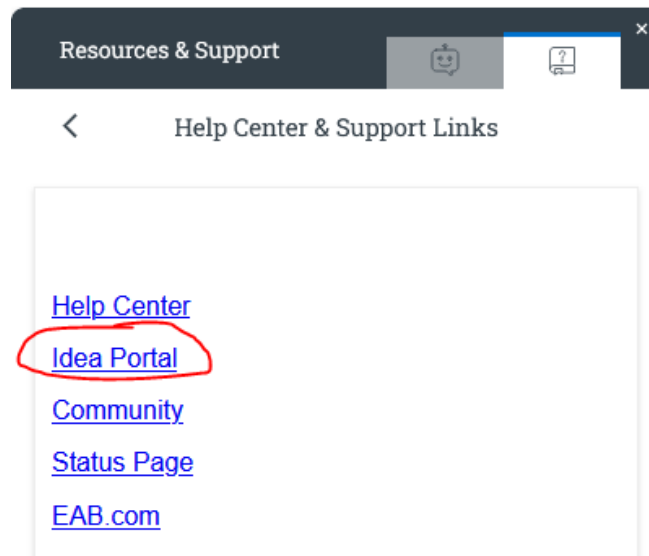 Resources & Support
Help Center & Support Links
Help Center
Idea Portal
Community
Status Page
EAB.com